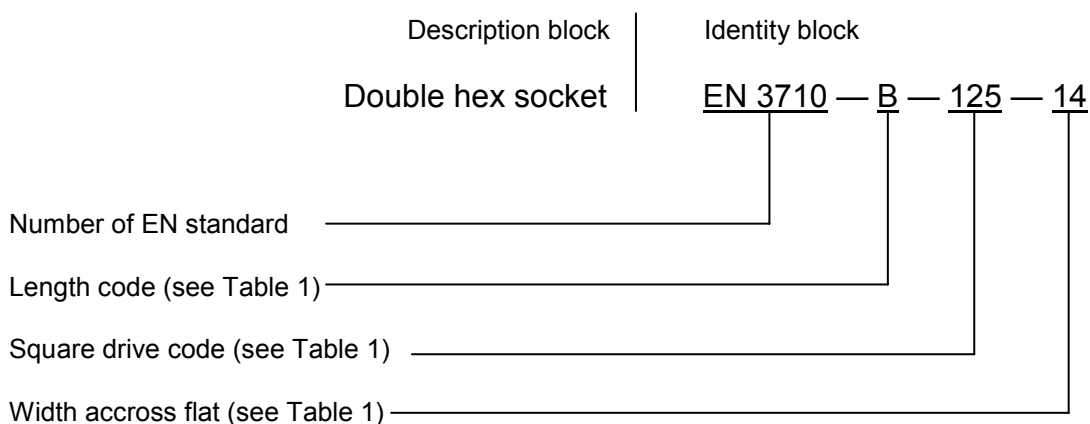 Description block Identity block
Double hex socket EN 3710 — B — 125 — 14
Number of EN standard
Length code (see Table 1)
Square drive code (see Table 1)
Width accross flat (see Table 1)